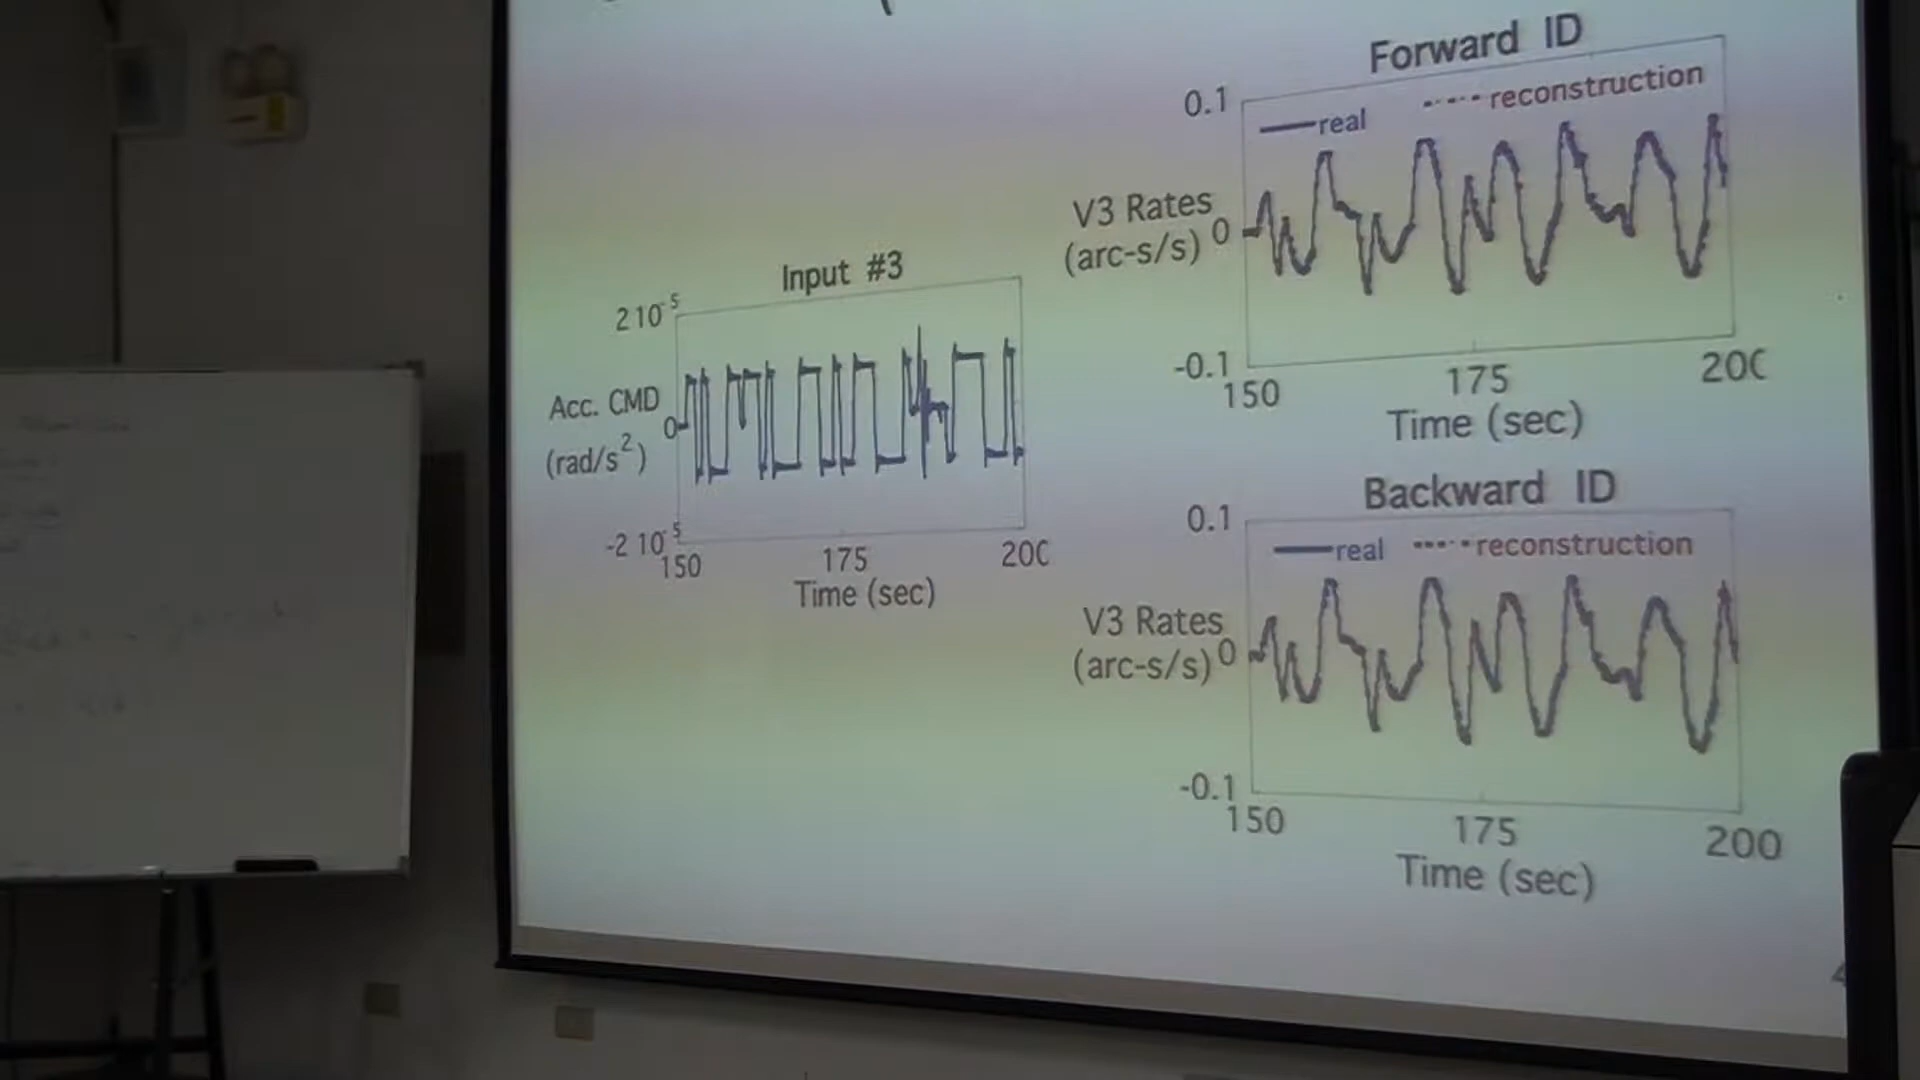 Input #3
2 10-5
Acc. CMD
0
(rad/s2)
-2 10-5
150 175 200
Time (sec)
Forward ID
0.1
real reconstruction
V3 Rates
(arc-s/s) 0
-0.1
150 175 200
Time (sec)
Backward ID
0.1
real reconstruction
V3 Rates
(arc-s/s) 0
-0.1
150 175 200
Time (sec)